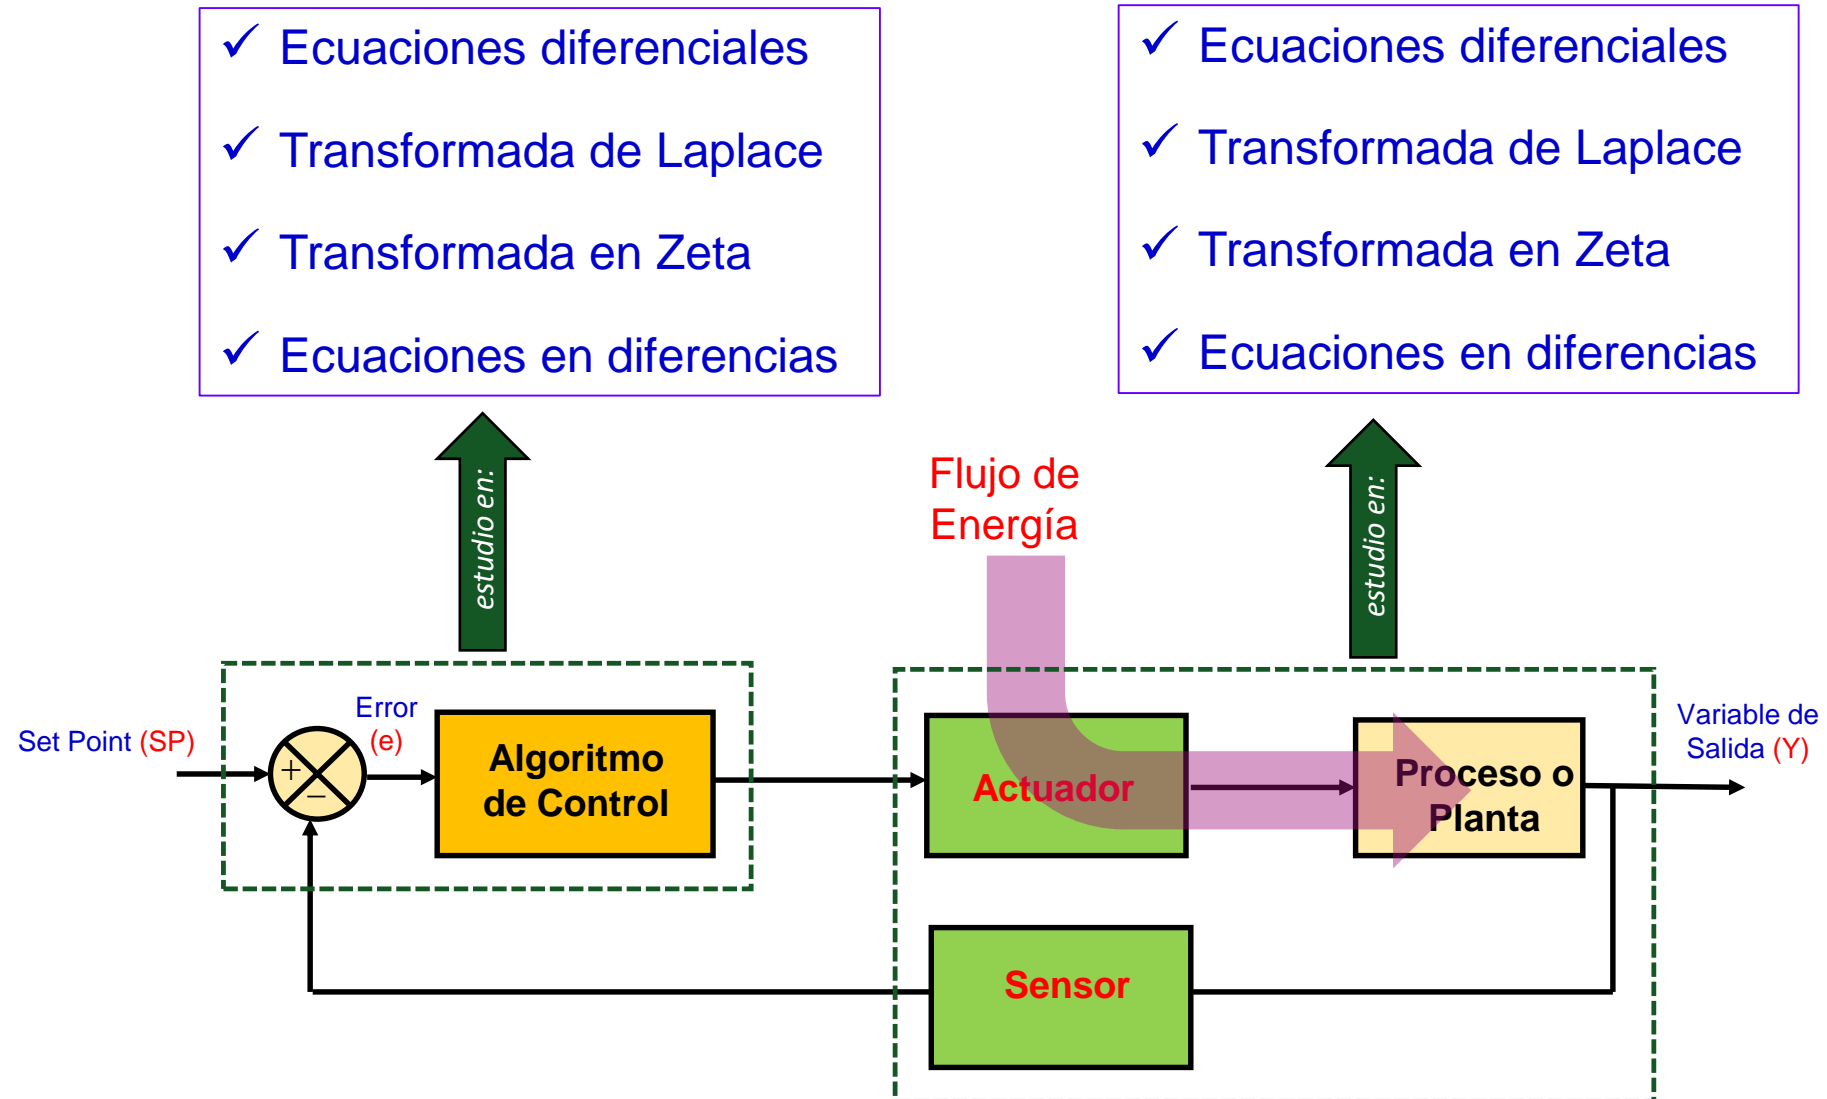 ✓ Ecuaciones diferenciales
✓ Transformada de Laplace
✓ Transformada en Zeta
✓ Ecuaciones en diferencias
✓ Ecuaciones diferenciales
✓ Transformada de Laplace
✓ Transformada en Zeta
✓ Ecuaciones en diferencias
estudio en:
Flujo de
Energía
estudio en:
Set Point (SP)
+
−
Error
(e)
Algoritmo
de Control
Actuador
Proceso o
Planta
Variable de
Salida (Y)
Sensor